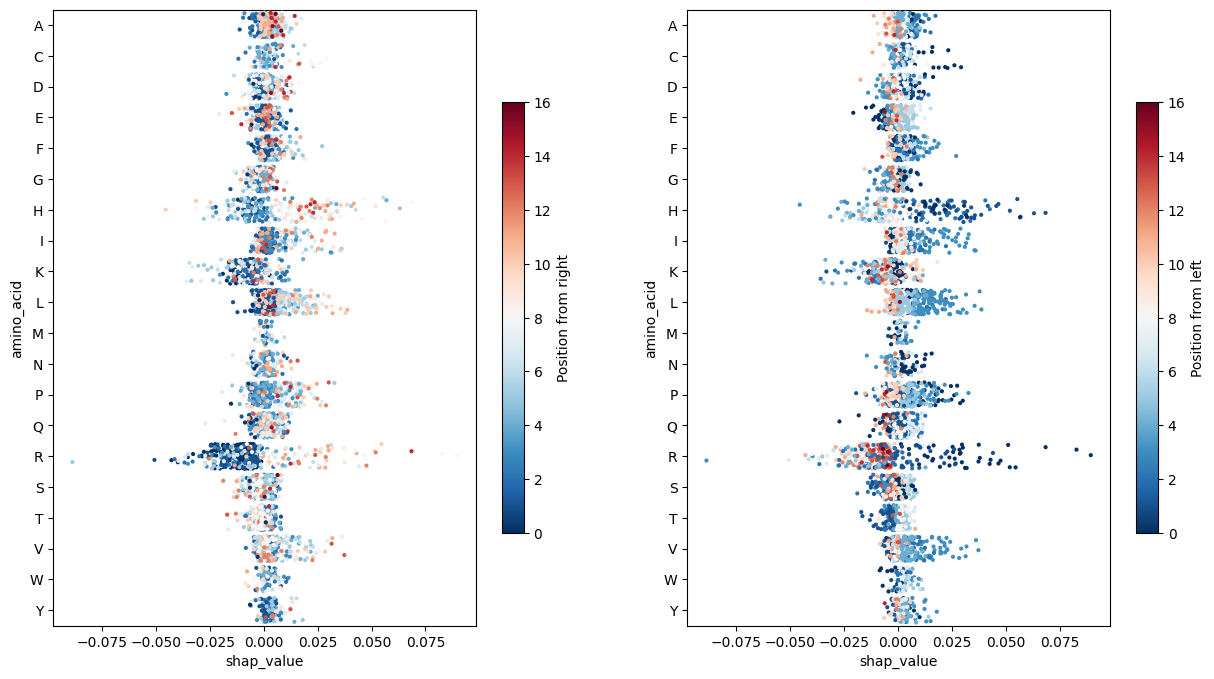 A
C
D
E
F
G
H
I
K
L
M
N
P
Q
R
S
T
V
W
Y
amino_acid
−0.075 −0.050 −0.025 0.000 0.025 0.050 0.075
shap_value
16
14
12
10
8
6
4
2
0
Position from right
A
C
D
E
F
G
H
I
K
L
M
N
P
Q
R
S
T
V
W
Y
amino_acid
−0.075 −0.050 −0.025 0.000 0.025 0.050 0.075
shap_value
16
14
12
10
8
6
4
2
0
Position from left